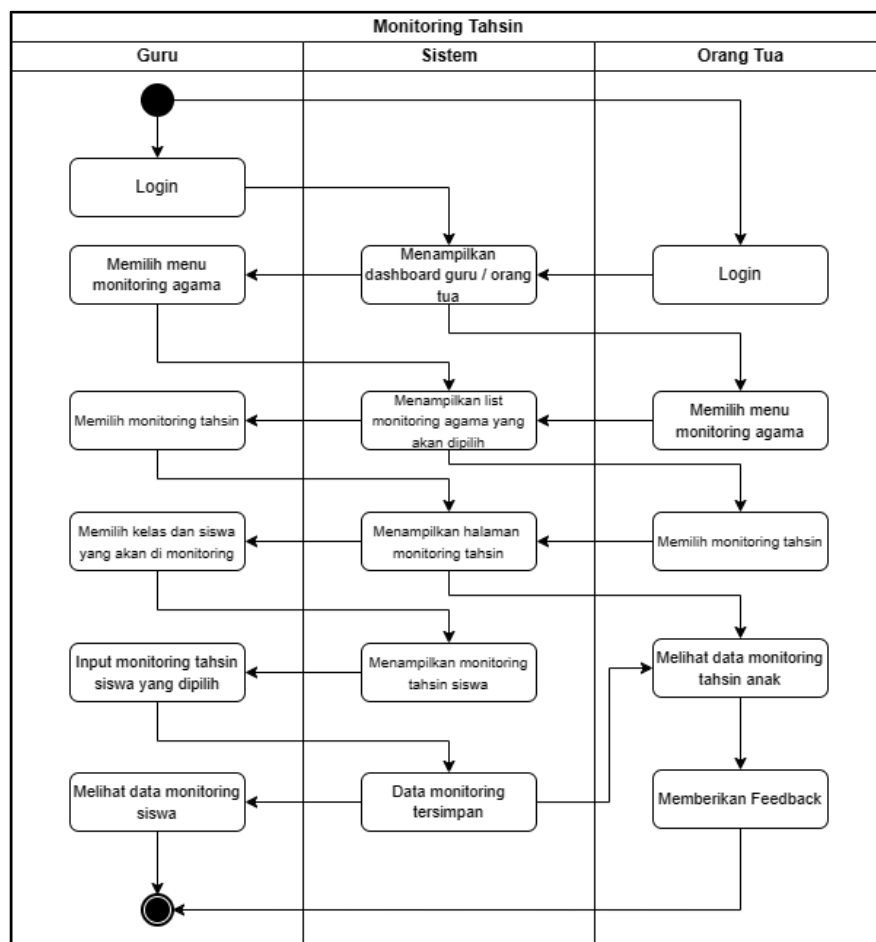 Monitoring Tahsin
Guru
Sistem
Orang Tua
Login
Memilih menu
monitoring agama
Menampilkan
dashboard guru / orang
tua
Login
Memilih monitoring tahsin
Menampilkan list
monitoring agama yang
akan dipilih
Memilih menu
monitoring agama
Memilih kelas dan siswa
yang akan di monitoring
Menampilkan halaman
monitoring tahsin
Memilih monitoring tahsin
Input monitoring tahsin
siswa yang dipilih
Menampilkan monitoring
tahsin siswa
Melihat data monitoring
tahsin anak
Melihat data monitoring
siswa
Data monitoring
tersimpan
Memberikan Feedback